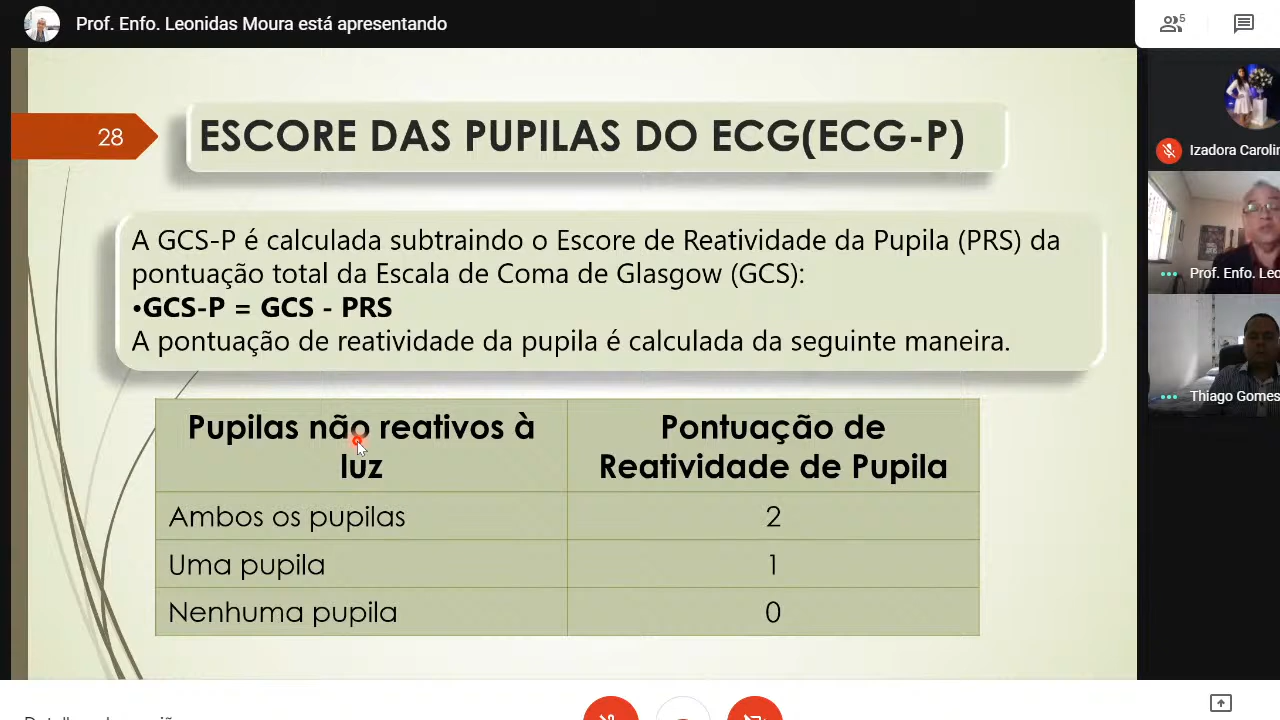 Prof. Enfo. Leonidas Moura está apresentando
5
28
ESCORE DAS PUPILAS DO ECG(ECG-P)
Izadora Carolin
A GCS-P é calculada subtraindo o Escore de Reatividade da Pupila (PRS) da
pontuação total da Escala de Coma de Glasgow (GCS):
•GCS-P = GCS - PRS
A pontuação de reatividade da pupila é calculada da seguinte maneira.
Prof. Enfo. Leo
Thiago Gomes
Pupilas não reativos à
luz
Pontuação de
Reatividade de Pupila
Ambos os pupilas 2
Uma pupila 1
Nenhuma pupila 0